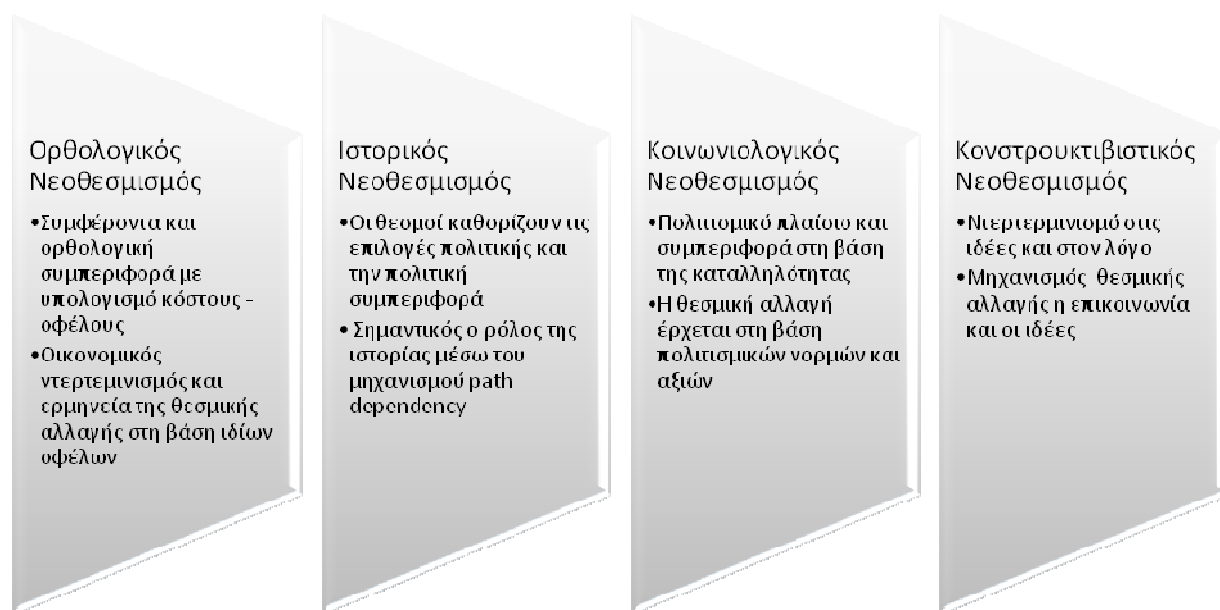 Ορθολογικός
Νεοθεσμισμός
•Συμφέροντα και
ορθολογική
συμπεριφορά με
υπολογισμό κόστους –
οφέλους
•Οικονομικός
ντερτεμινισμός και
ερμηνεία της θεσμικής
αλλαγής στη βάση ιδίων
οφέλων
Ιστορικός
Νεοθεσμισμός
•Οι θεσμοί καθορίζουν τις
επιλογές πολιτικής και
την πολιτική
συμπεριφορά
• Σημαντικός ο ρόλος της
ιστορίας μέσω του
μηχανισμού path
dependency
Κοινωνιολογικός
Νεοθεσμισμός
•Πολιτισμικό πλαίσιο και
συμπεριφορά στη βάση
της καταλληλότητας
•Η θεσμική αλλαγή
έρχεται στη βάση
πολιτισμικών νορμών και
αξιών
Κονστρουκτιβιστικός
Νεοθεσμισμός
•Ντερτερμινισμό στις
ιδέες και στον λόγο
•Μηχανισμός θεσμικής
αλλαγής η επικοινωνία
και οι ιδέες